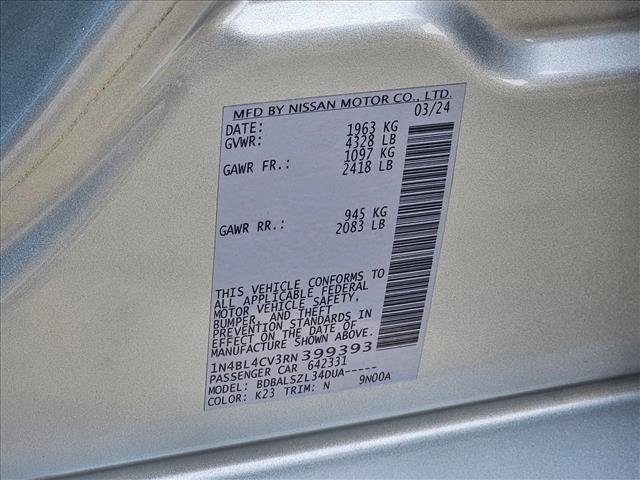 MFD BY NISSAN MOTOR CO., LTD.
DATE: 03/24
GVWR: 1963 KG
4328 LB
GAWR FR.: 1097 KG
2418 LB
GAWR RR.: 945 KG
2083 LB
THIS VEHICLE CONFORMS TO
ALL APPLICABLE FEDERAL
MOTOR VEHICLE SAFETY,
BUMPER, AND THEFT
PREVENTION STANDARDS IN
EFFECT ON THE DATE OF
MANUFACTURE SHOWN ABOVE.
1N4BL4CV3RN399393
PASSENGER CAR 642331
MODEL: BDBALSZL34DUA-----
COLOR: K23 TRIM: N 9N00A